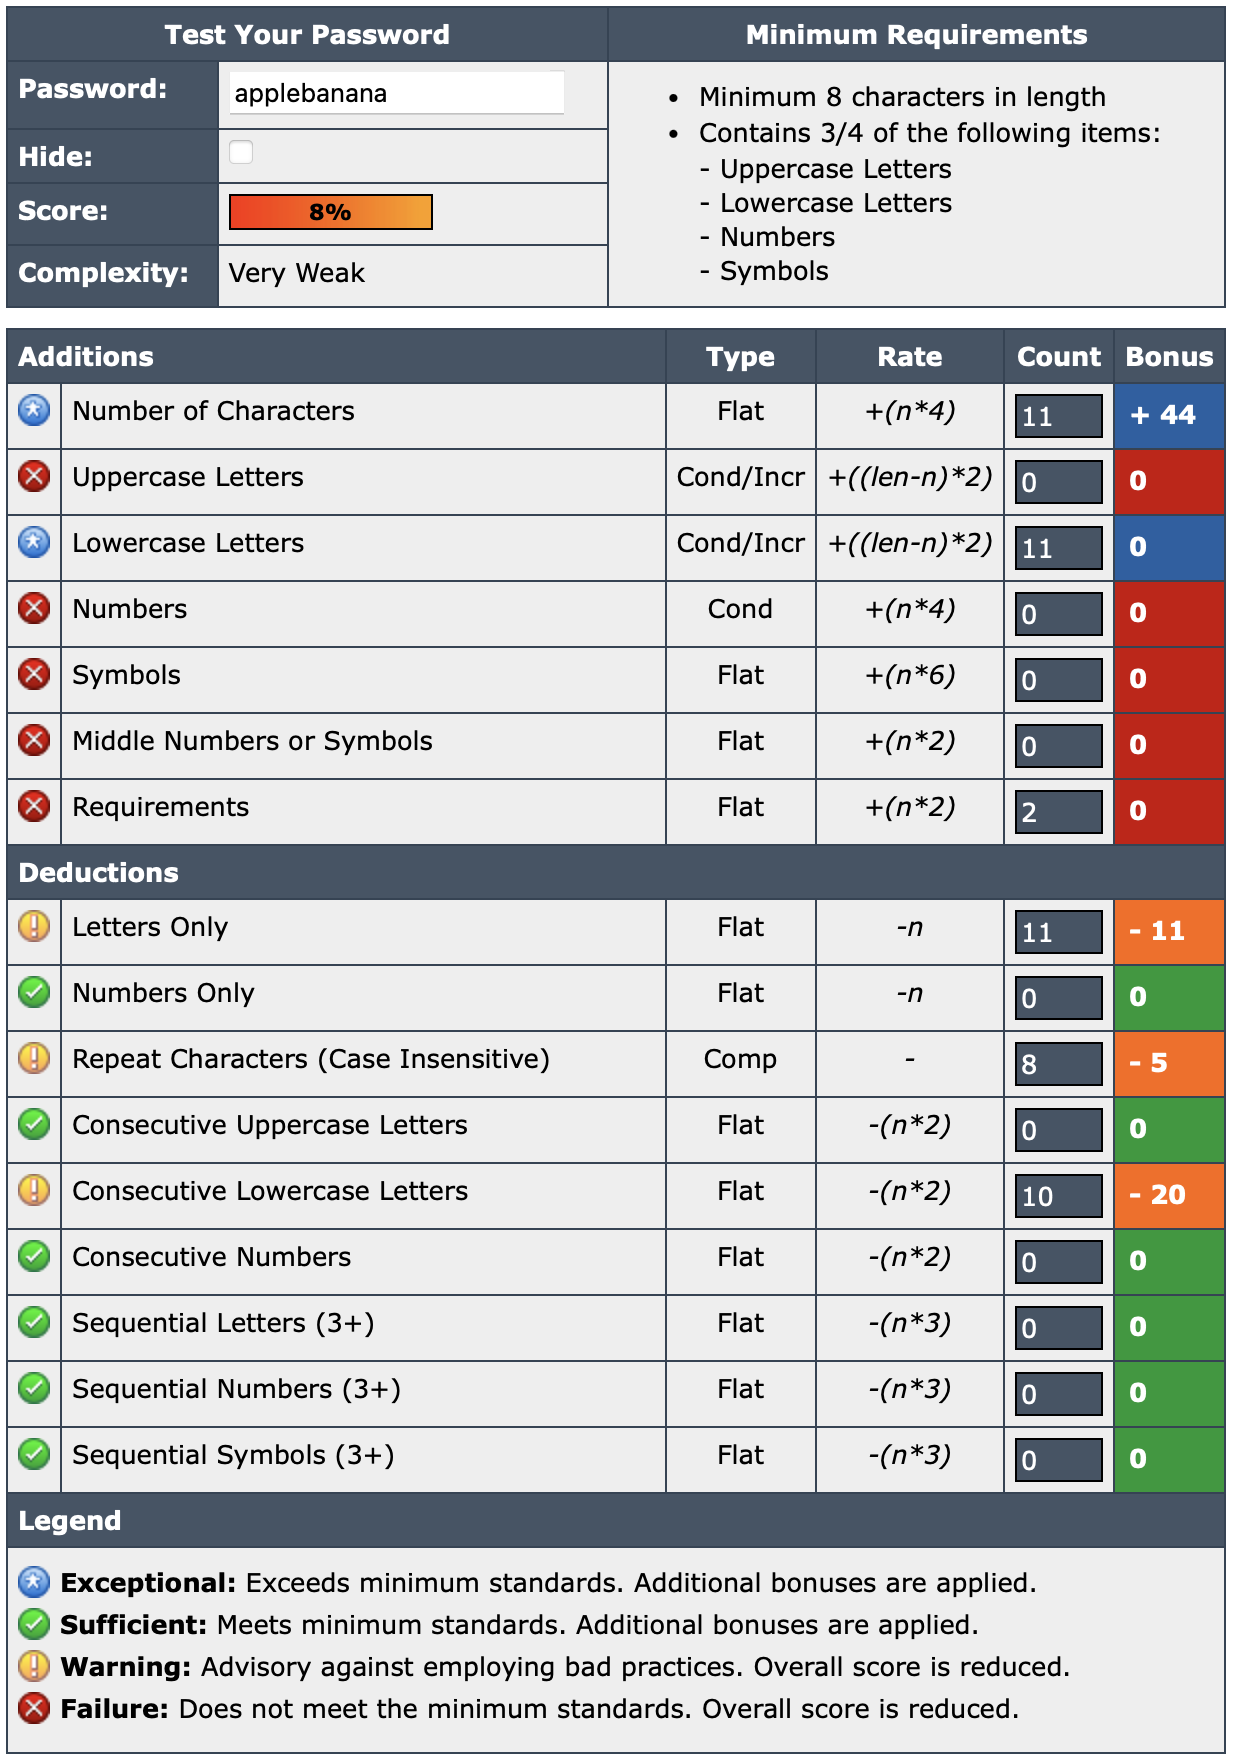 Test Your Password Minimum Requirements
Password: applebanana
Hide:
Score: 8%
Complexity: Very Weak
• Minimum 8 characters in length
• Contains 3/4 of the following items:
- Uppercase Letters
- Lowercase Letters
- Numbers
- Symbols
Additions Type Rate Count Bonus
Number of Characters Flat +(n*4) 11 + 44
Uppercase Letters Cond/Incr +((len-n)*2) 0 0
Lowercase Letters Cond/Incr +((len-n)*2) 11 0
Numbers Cond +(n*4) 0 0
Symbols Flat +(n*6) 0 0
Middle Numbers or Symbols Flat +(n*2) 0 0
Requirements Flat +(n*2) 2 0
Deductions
Letters Only Flat -n 11 - 11
Numbers Only Flat -n 0 0
Repeat Characters (Case Insensitive) Comp - 8 - 5
Consecutive Uppercase Letters Flat -(n*2) 0 0
Consecutive Lowercase Letters Flat -(n*2) 10 - 20
Consecutive Numbers Flat -(n*2) 0 0
Sequential Letters (3+) Flat -(n*3) 0 0
Sequential Numbers (3+) Flat -(n*3) 0 0
Sequential Symbols (3+) Flat -(n*3) 0 0
Legend
Exceptional: Exceeds minimum standards. Additional bonuses are applied.
Sufficient: Meets minimum standards. Additional bonuses are applied.
Warning: Advisory against employing bad practices. Overall score is reduced.
Failure: Does not meet the minimum standards. Overall score is reduced.